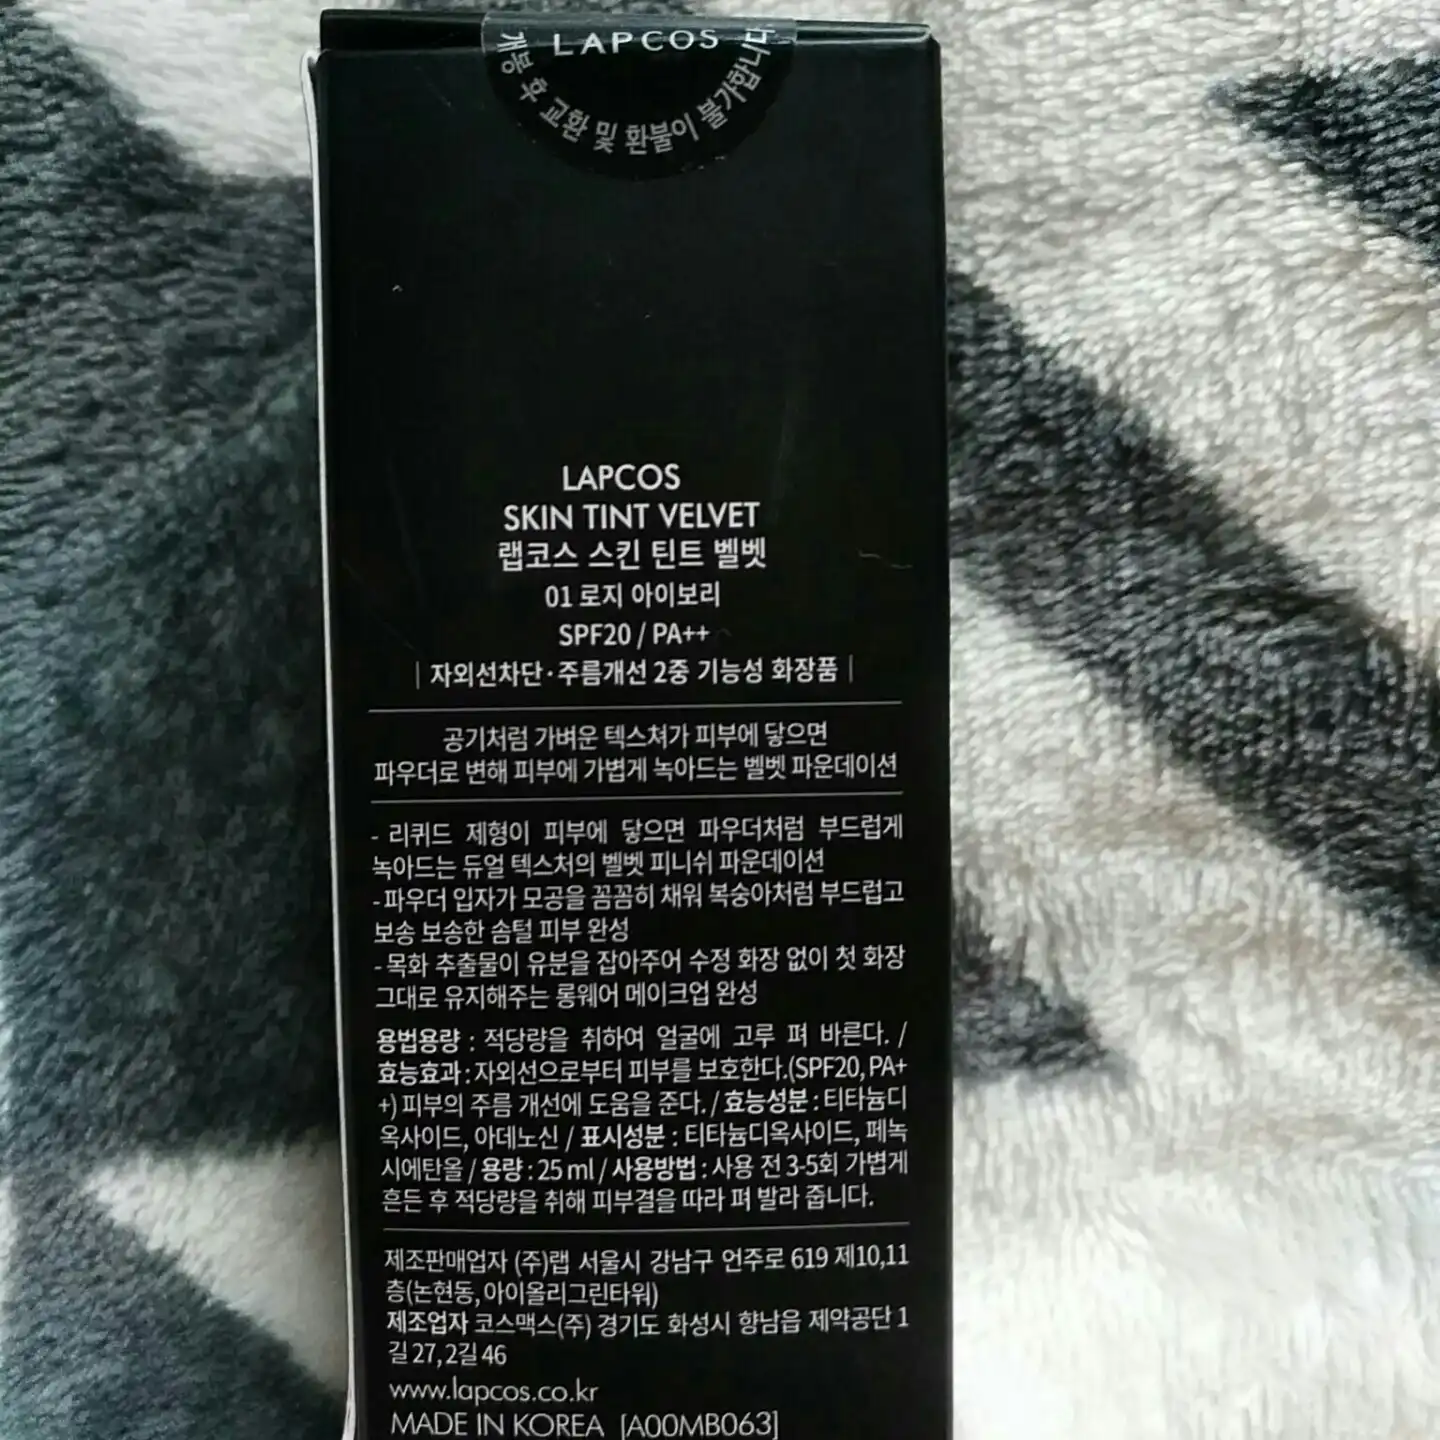 LAPCOS
개봉 후 교환 및 환불이 불가합니다
LAPCOS
SKIN TINT VELVET
랩코스 스킨 틴트 벨벳
01 로지 아이보리
SPF20 / PA++
| 자외선차단·주름개선 2중 기능성 화장품 |
공기처럼 가벼운 텍스쳐가 피부에 닿으면
파우더로 변해 피부에 가볍게 녹아드는 벨벳 파운데이션
- 리퀴드 제형이 피부에 닿으면 파우더처럼 부드럽게
녹아드는 듀얼 텍스처의 벨벳 피니쉬 파운데이션
- 파우더 입자가 모공을 꼼꼼히 채워 복숭아처럼 부드럽고
보송 보송한 솜털 피부 완성
- 목화 추출물이 유분을 잡아주어 수정 화장 없이 첫 화장
그대로 유지해주는 롱웨어 메이크업 완성
용법용량 : 적당량을 취하여 얼굴에 고루 펴 바른다. /
효능효과 : 자외선으로부터 피부를 보호한다.(SPF20, PA+
+) 피부의 주름 개선에 도움을 준다. / 효능성분 : 티타늄디
옥사이드, 아데노신 / 표시성분 : 티타늄디옥사이드, 페녹
시에탄올 / 용량 : 25 ml / 사용방법 : 사용 전 3-5회 가볍게
흔든 후 적당량을 취해 피부결을 따라 펴 발라 줍니다.
제조판매업자 (주)랩 서울시 강남구 언주로 619 제10,11
층(논현동, 아이올리그린타워)
제조업자 코스맥스(주) 경기도 화성시 향남읍 제약공단 1
길 27, 2길 46
www.lapcos.co.kr
MADE IN KOREA [A00MB063]